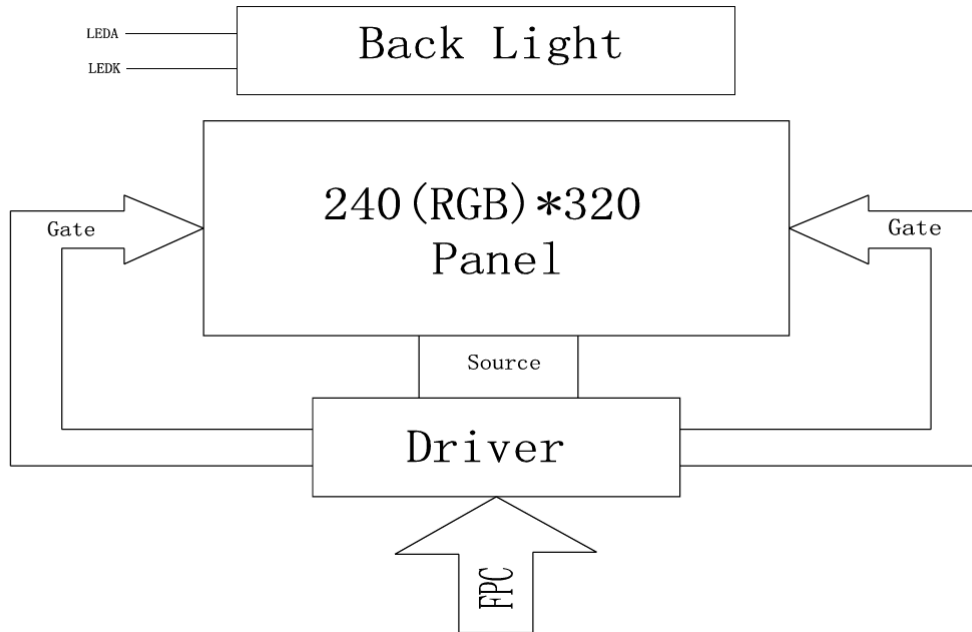 LEDA
LEDK
Back Light
240(RGB)*320
Panel
Gate
Gate
Source
Driver
FPC